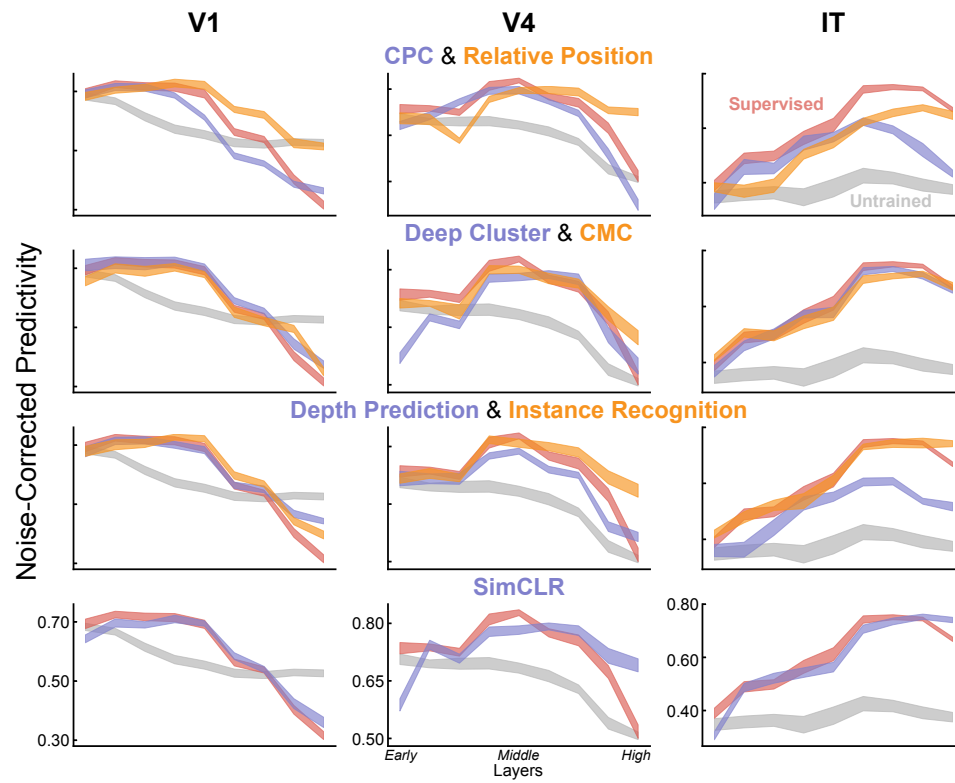 V1
V4
IT
CPC & Relative Position
Supervised
Untrained
Deep Cluster & CMC
Noise-Corrected Predictivity
Depth Prediction & Instance Recognition
SimCLR
0.70
0.50
0.30
0.80
0.65
0.50
0.80
0.60
0.40
Early
Middle
High
Layers